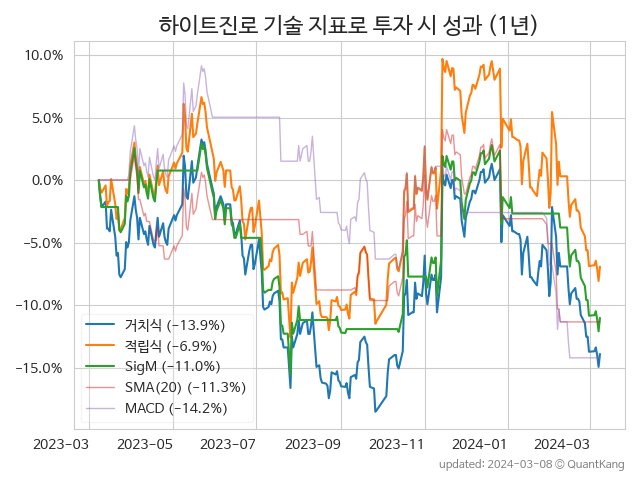 하이트진로 기술 지표로 투자 시 성과 (1년)
10.0%
5.0%
0.0%
−5.0%
−10.0%
−15.0%
거치식 (−13.9%)
적립식 (−6.9%)
SigM (−11.0%)
SMA(20) (−11.3%)
MACD (−14.2%)
2023-03 2023-05 2023-07 2023-09 2023-11 2024-01 2024-03
updated: 2024-03-08 ⓒ QuantKang